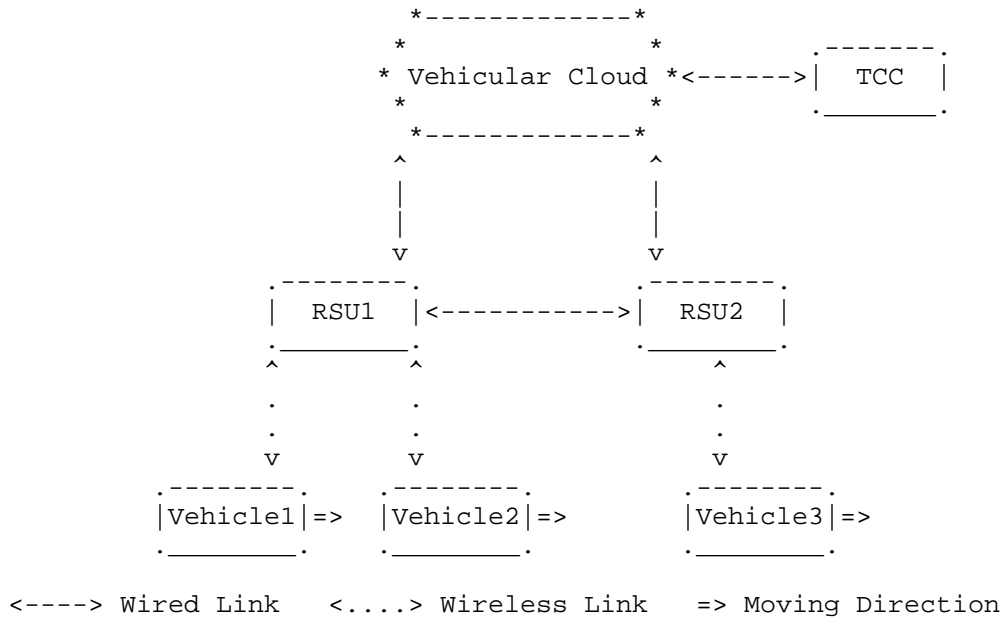 Vehicular Cloud *<------>| TCC |
| RSU1 |<----------->| RSU2 |
|Vehicle1|=> |Vehicle2|=> |Vehicle3|=>
<----> Wired Link <....> Wireless Link => Moving Direction